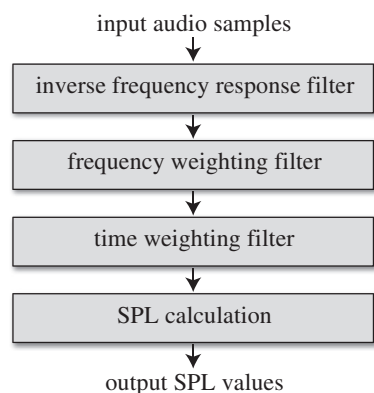 input audio samples
inverse frequency response filter
frequency weighting filter
time weighting filter
SPL calculation
output SPL values